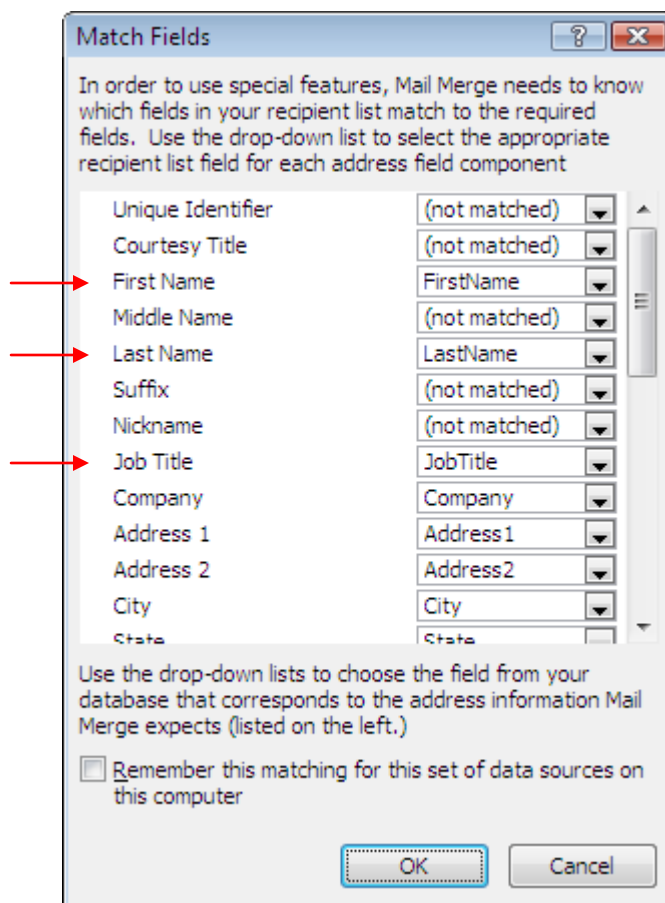 Match Fields
In order to use special features, Mail Merge needs to know
which fields in your recipient list match to the required
fields. Use the drop-down list to select the appropriate
recipient list field for each address field component
Unique Identifier (not matched)
Courtesy Title (not matched)
First Name FirstName
Middle Name (not matched)
Last Name LastName
Suffix (not matched)
Nickname (not matched)
Job Title JobTitle
Company Company
Address 1 Address1
Address 2 Address2
City City
State State
Use the drop-down lists to choose the field from your
database that corresponds to the address information Mail
Merge expects (listed on the left.)
Remember this matching for this set of data sources on
this computer
OK Cancel